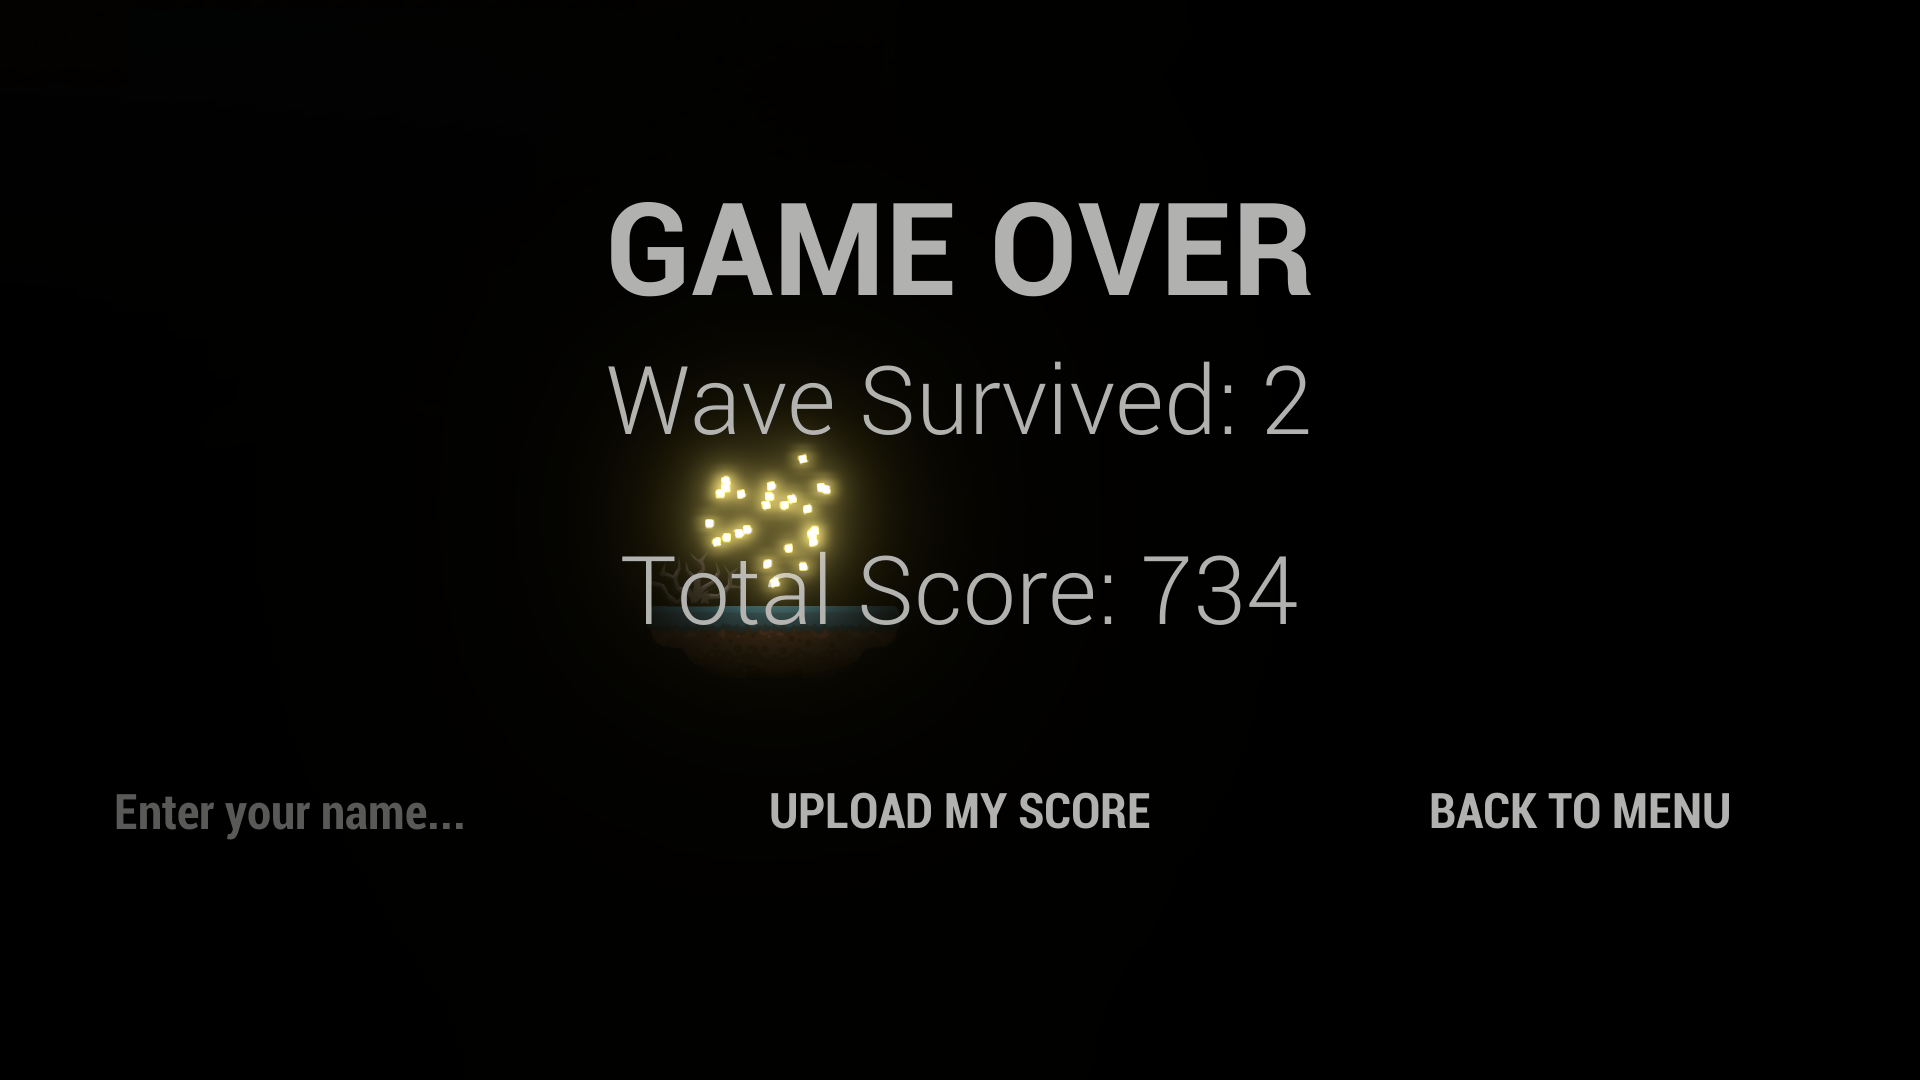 GAME OVER
Wave Survived: 2
Total Score: 734
Enter your name...
UPLOAD MY SCORE
BACK TO MENU